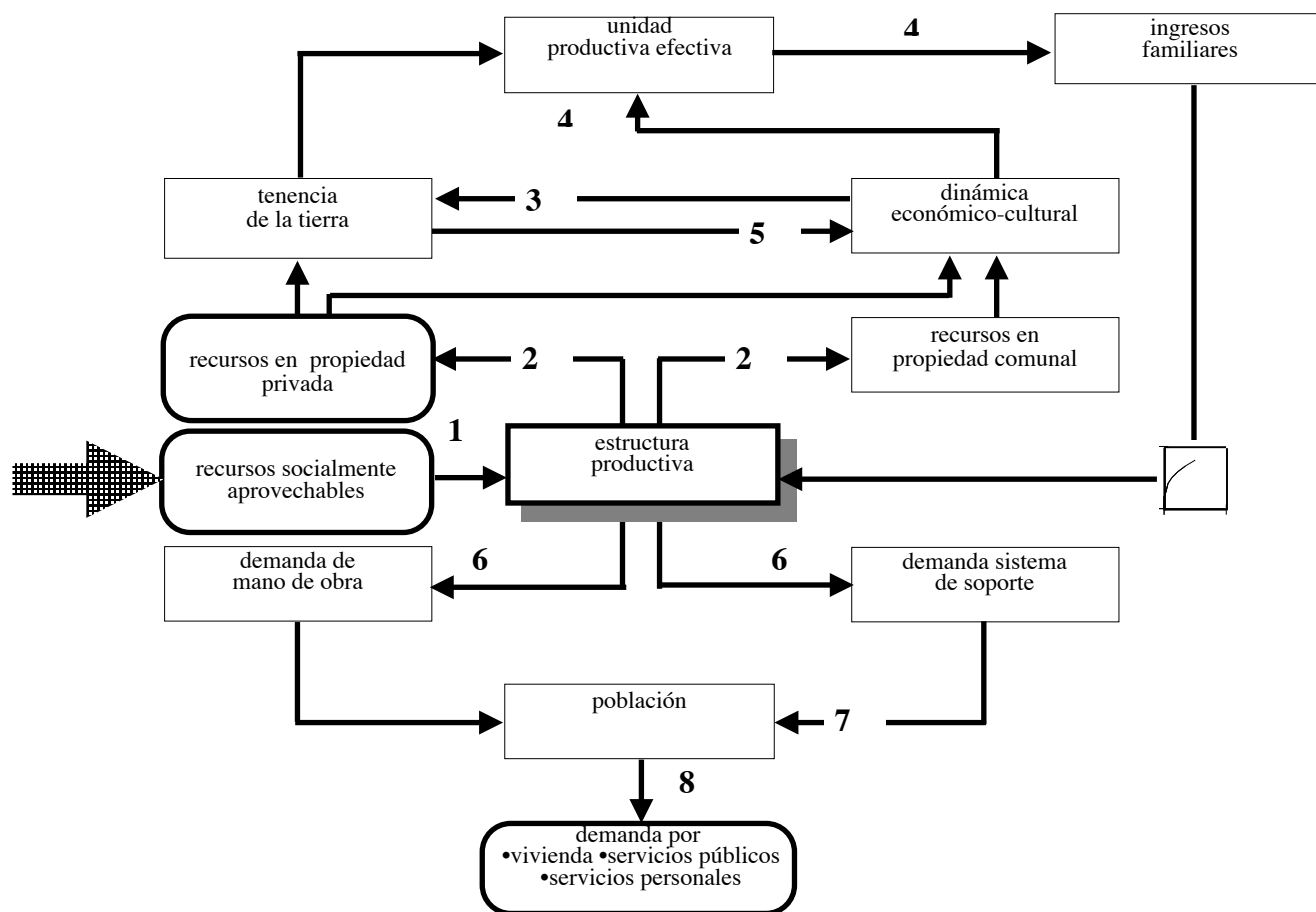 unidad
productiva efectiva
4
ingresos
familiares
4
tenencia
de la tierra
3
5
dinámica
económico-cultural
recursos en propiedad
privada
2
2
recursos en
propiedad comunal
1
recursos socialmente
aprovechables
estructura
productiva
demanda de
mano de obra
6
6
demanda sistema
de soporte
población
7
8
demanda por
•vivienda •servicios públicos
•servicios personales